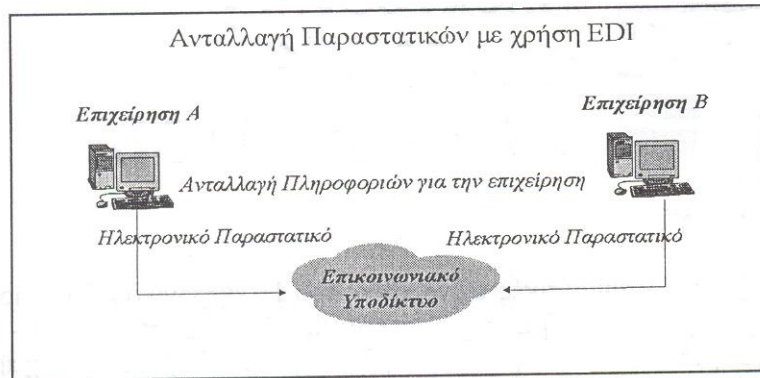 Ανταλλαγή Παραστατικών με χρήση EDI
Επιχείρηση Α
Επιχείρηση Β
Ανταλλαγή Πληροφοριών για την επιχείρηση
Ηλεκτρονικό Παραστατικό
Ηλεκτρονικό Παραστατικό
Επικοινωνιακό
Υποδίκτυο